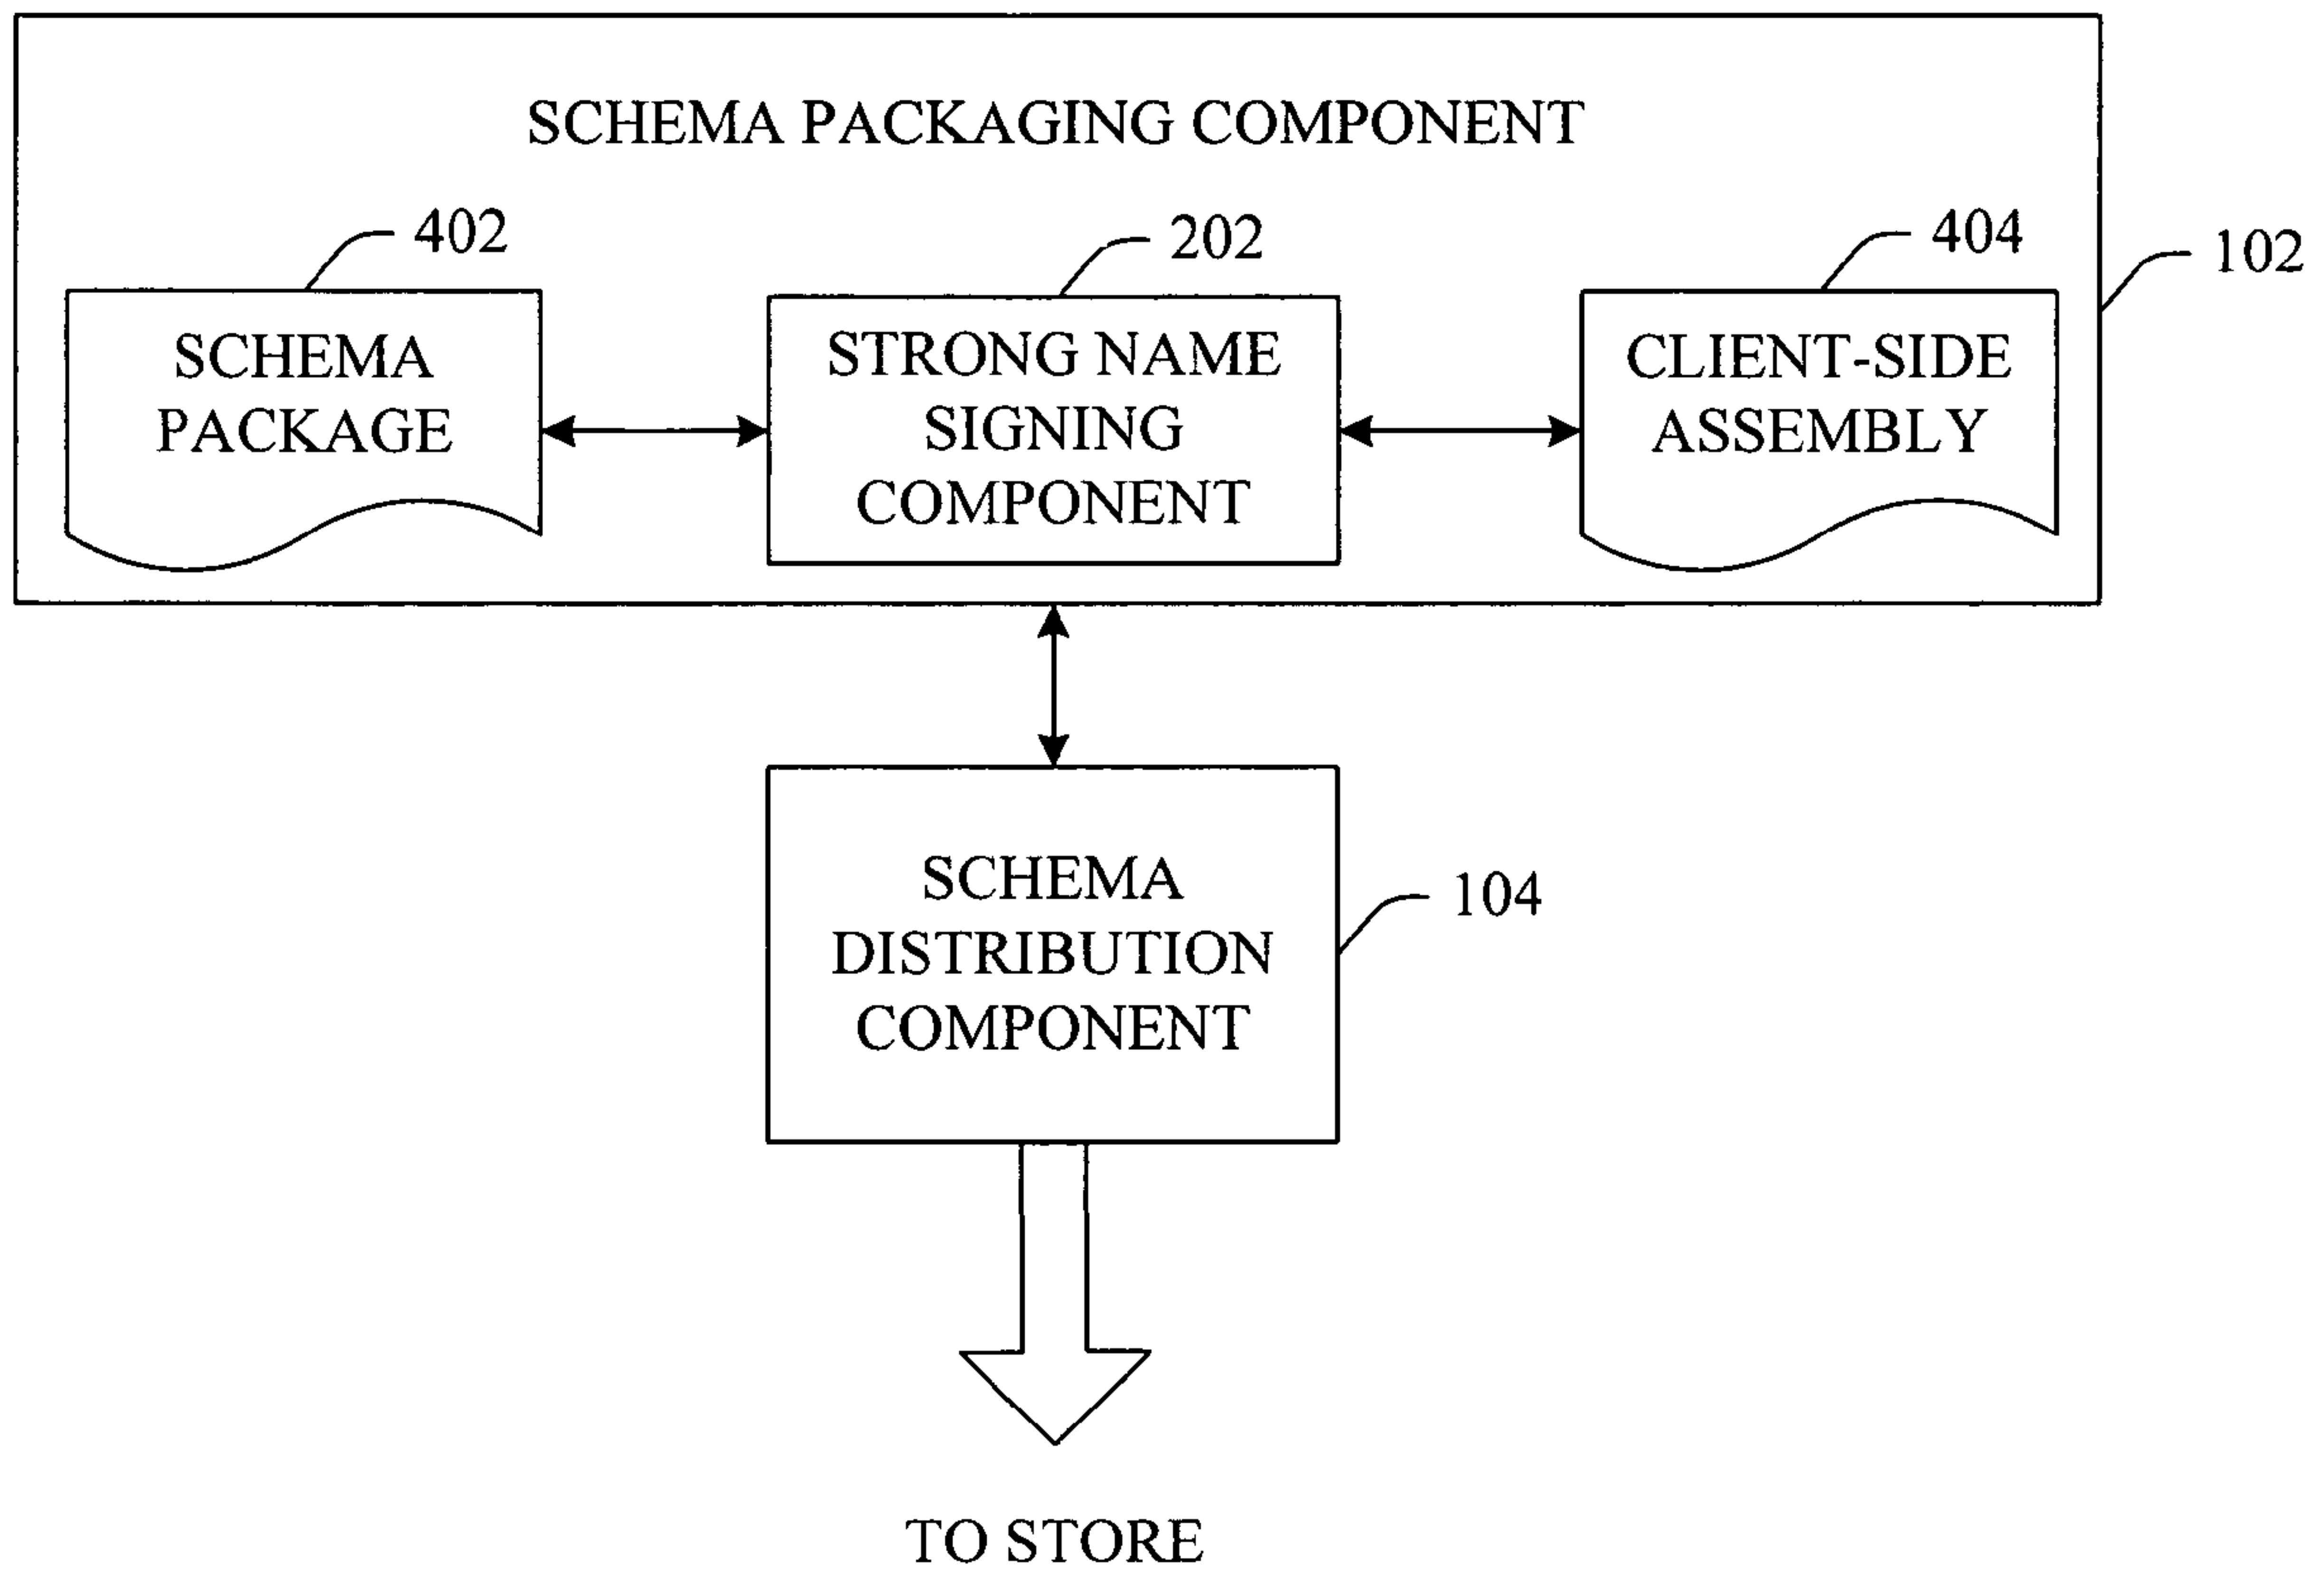 SCHEMA PACKAGING COMPONENT
402
202
404
102
SCHEMA
PACKAGE
STRONG NAME
SIGNING
COMPONENT
CLIENT-SIDE
ASSEMBLY
SCHEMA
DISTRIBUTION
COMPONENT
104
TO STORE